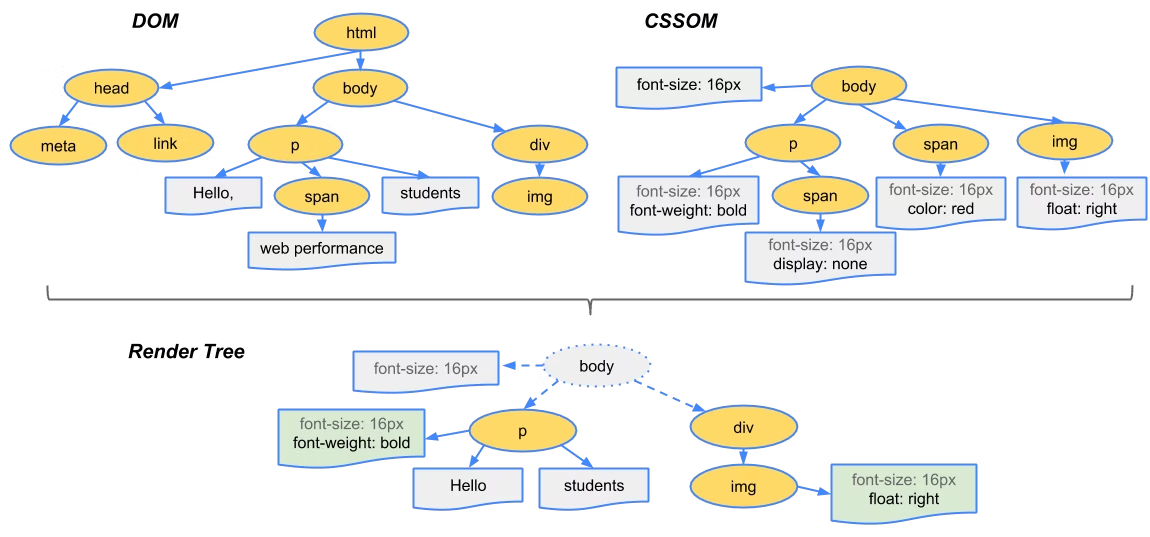 DOM
html
head
body
meta
link
p
div
Hello,
span
students
img
web performance
CSSOM
font-size: 16px
body
p
span
img
font-size: 16px
font-weight: bold
span
font-size: 16px
color: red
font-size: 16px
float: right
font-size: 16px
display: none
Render Tree
font-size: 16px
body
font-size: 16px
font-weight: bold
p
div
Hello
students
img
font-size: 16px
float: right